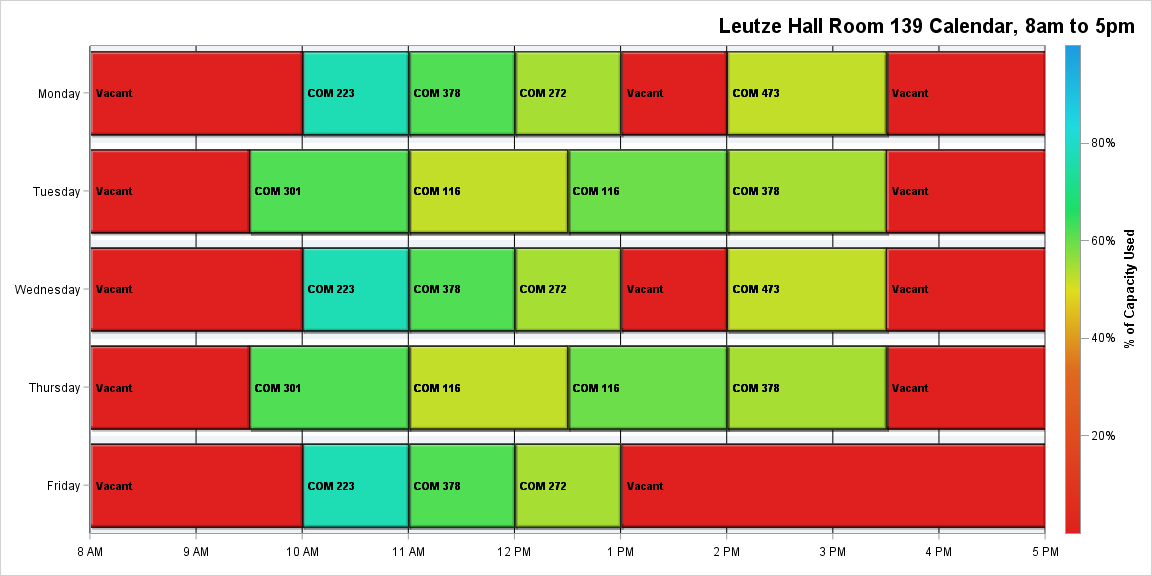 Leutze Hall Room 139 Calendar, 8am to 5pm
Monday
Vacant
COM 223
COM 378
COM 272
Vacant
COM 473
Vacant
Tuesday
Vacant
COM 301
COM 116
COM 116
COM 378
Vacant
Wednesday
Vacant
COM 223
COM 378
COM 272
Vacant
COM 473
Vacant
Thursday
Vacant
COM 301
COM 116
COM 116
COM 378
Vacant
Friday
Vacant
COM 223
COM 378
COM 272
Vacant
8 AM
9 AM
10 AM
11 AM
12 PM
1 PM
2 PM
3 PM
4 PM
5 PM
80%
60%
40%
20%
% of Capacity Used